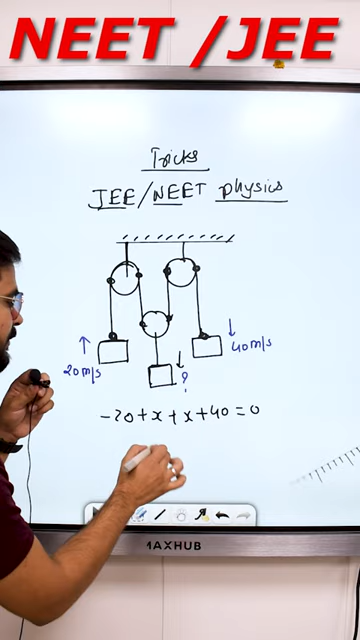 NEET / JEE
Tricks
JEE/NEET physics
20m/s
40m/s
?
-20+x+x+40=0
MAXHUB